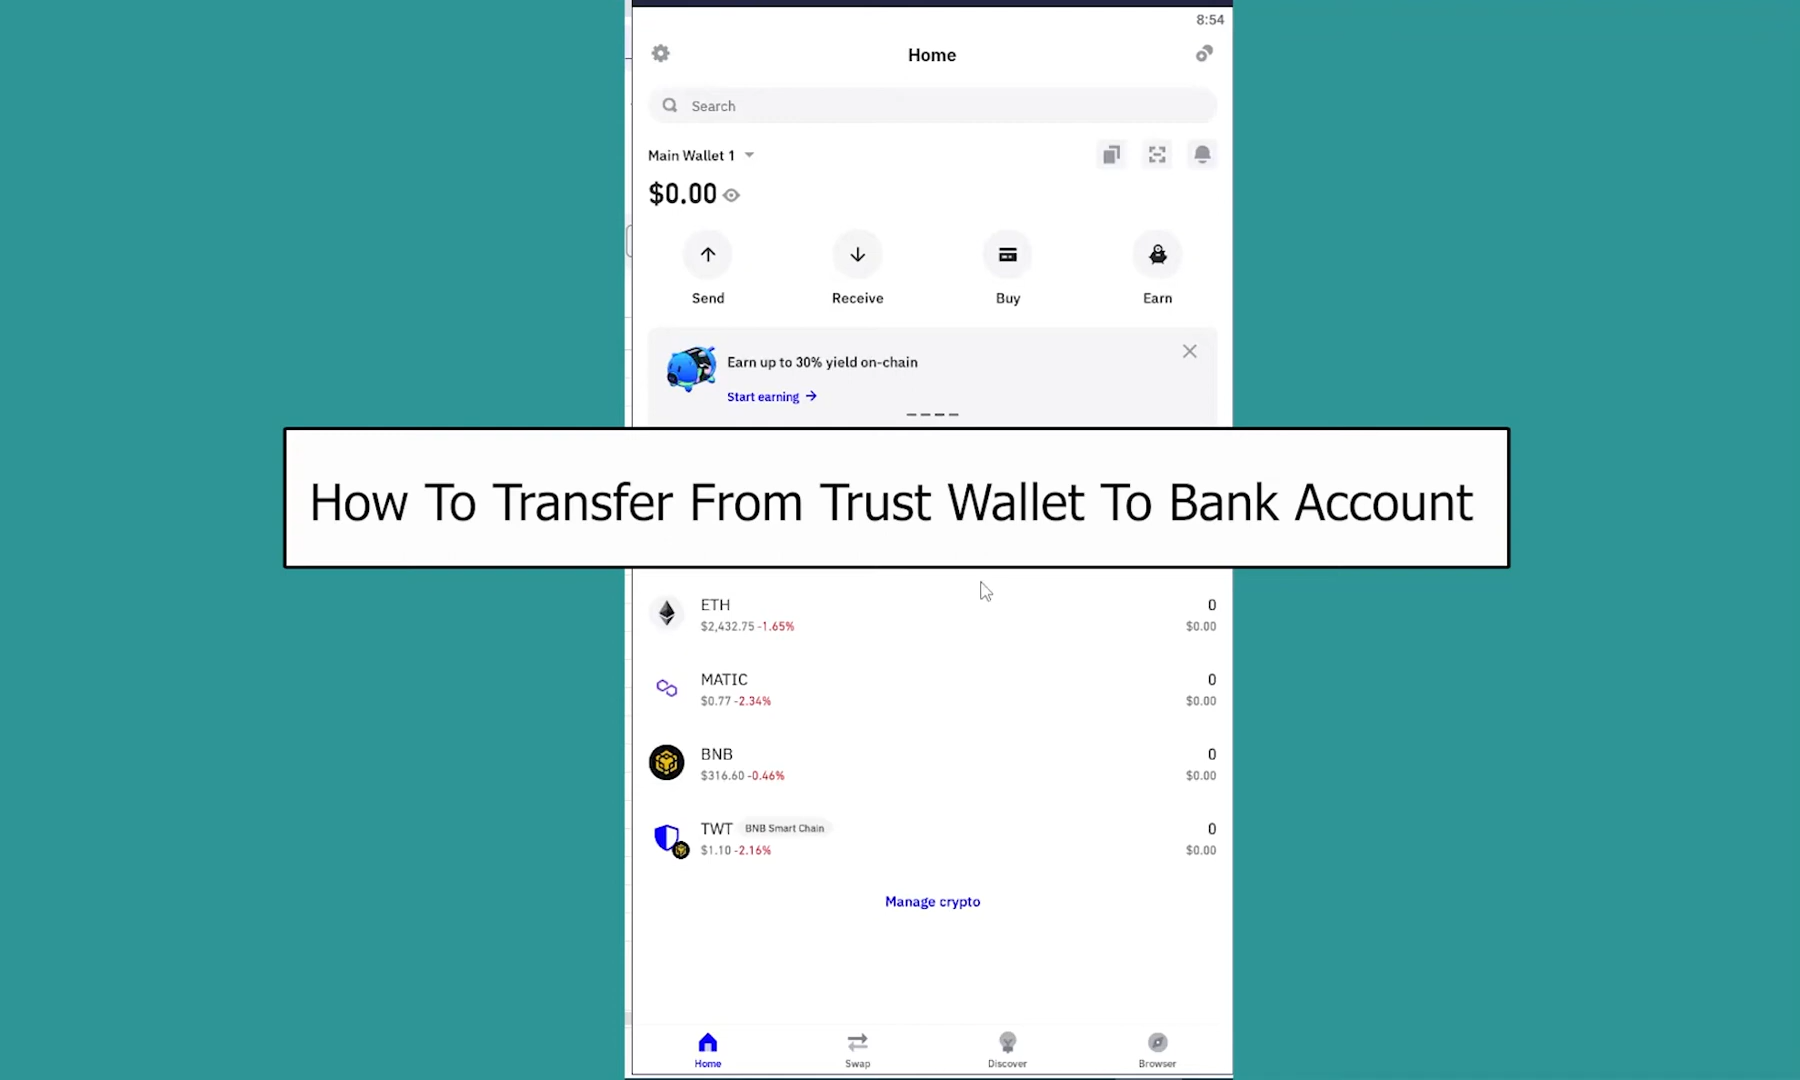 8:54
Home
Search
Main Wallet 1
$0.00
Send Receive Buy Earn
Earn up to 30% yield on-chain
Start earning →
How To Transfer From Trust Wallet To Bank Account
ETH 0
$2,432.75 -1.65% $0.00
MATIC 0
$0.77 -2.34% $0.00
BNB 0
$316.60 -0.46% $0.00
TWT BNB Smart Chain 0
$1.10 -2.16% $0.00
Manage crypto
Home Swap Discover Browser